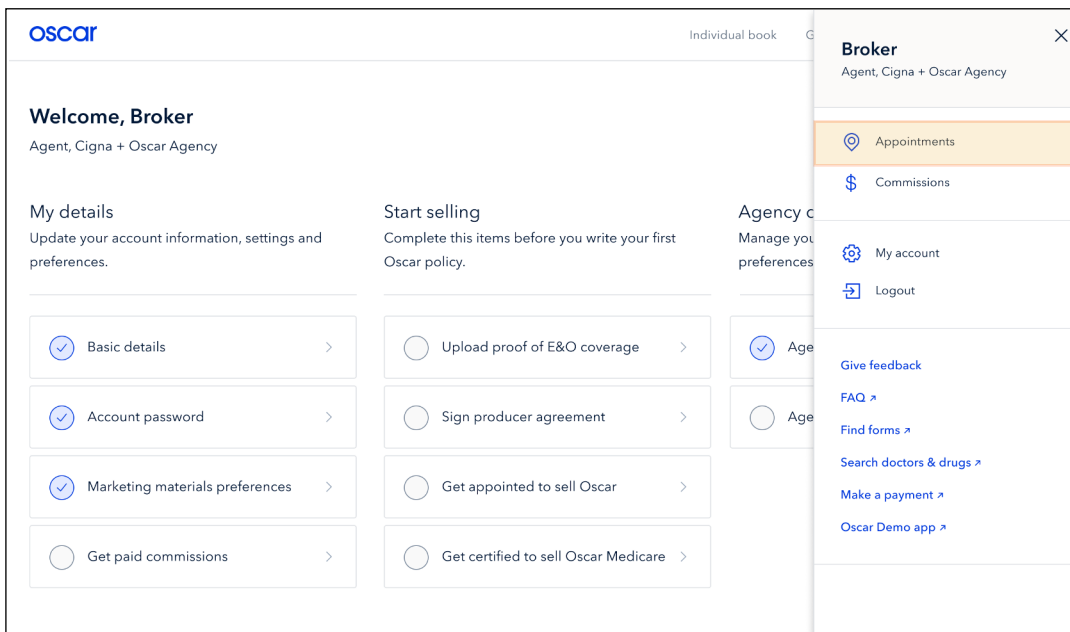 oscar
Individual book
G
Welcome, Broker
Agent, Cigna + Oscar Agency
My details
Update your account information, settings and
preferences.
Basic details
Account password
Marketing materials preferences
Get paid commissions
Start selling
Complete this items before you write your first
Oscar policy.
Upload proof of E&O coverage
Sign producer agreement
Get appointed to sell Oscar
Get certified to sell Oscar Medicare
Agency
Manage
preferences
Broker
Agent, Cigna + Oscar Agency
Appointments
Commissions
My account
Logout
Give feedback
FAQ ↗
Find forms ↗
Search doctors & drugs ↗
Make a payment ↗
Oscar Demo app ↗